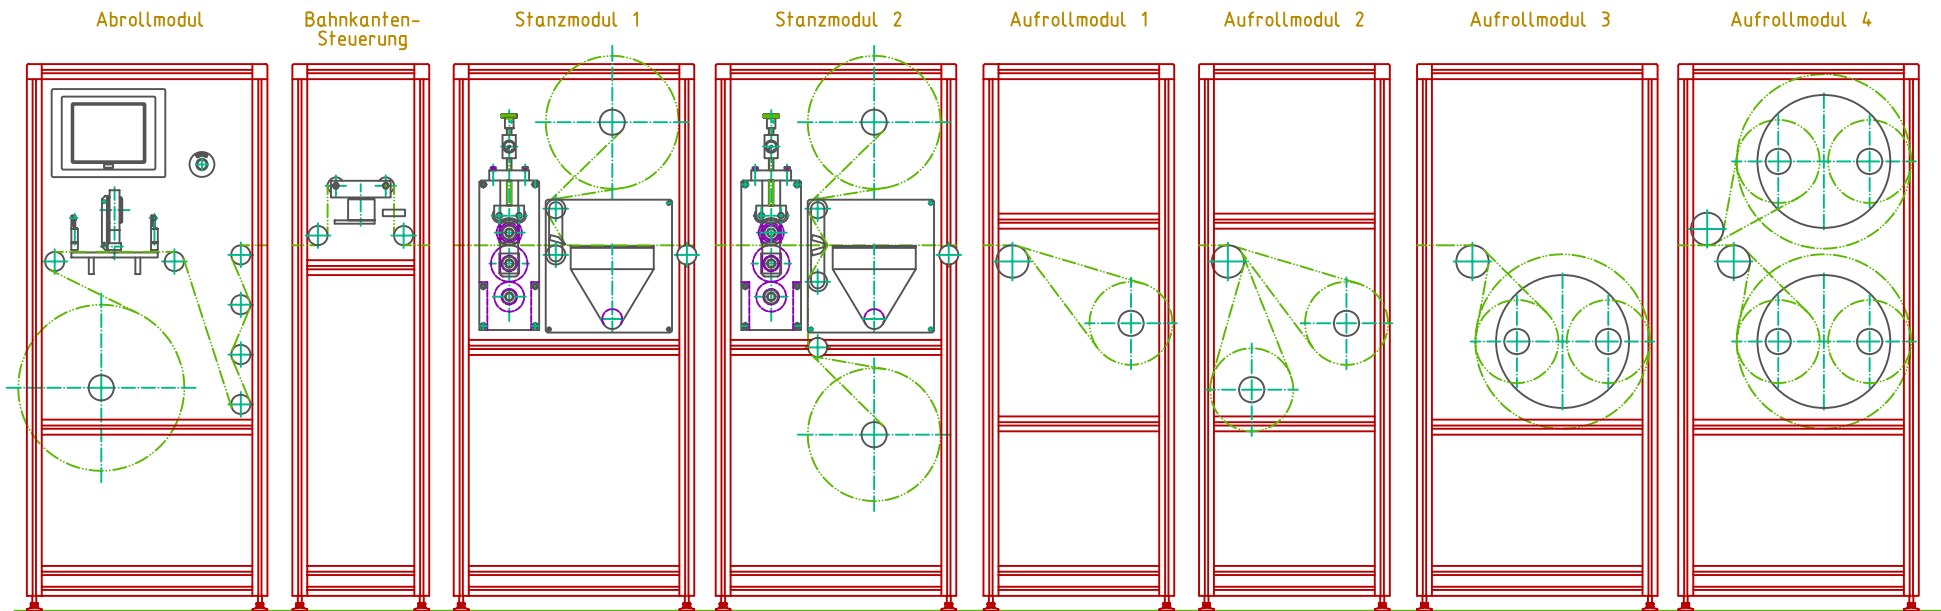 Abrollmodul
Bahnkanten-
Steuerung
Stanzmodul 1
Stanzmodul 2
Aufrollmodul 1
Aufrollmodul 2
Aufrollmodul 3
Aufrollmodul 4